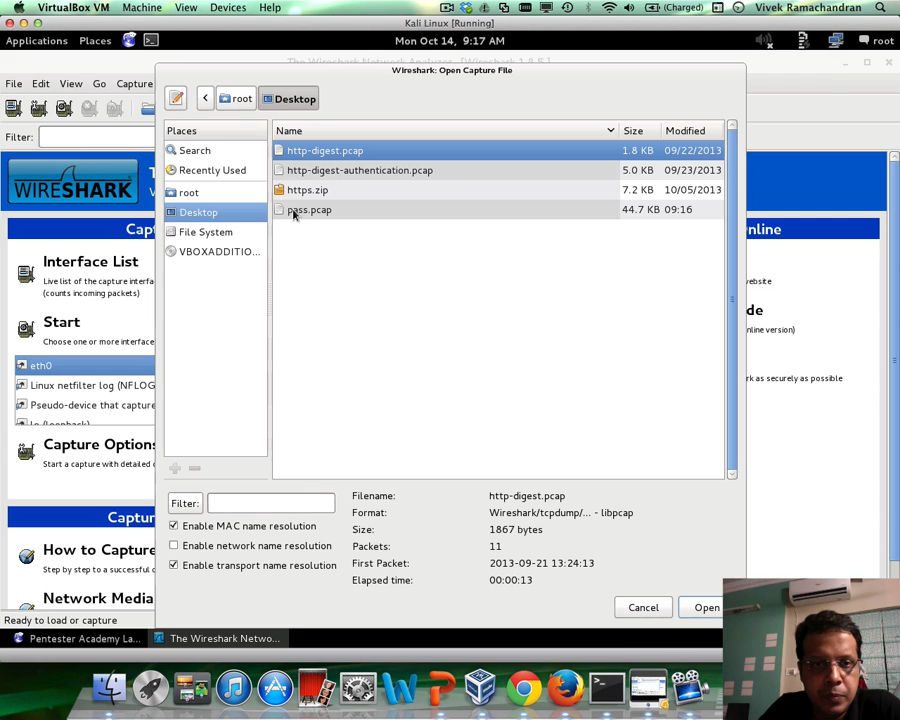 VirtualBox VM Machine View Devices Help (Charged) Vivek Ramachandran
Kali Linux [Running]
Applications Places Mon Oct 14, 9:17 AM root
File Edit View Go Captur
Wireshark: Open Capture File
root Desktop
Filter:
Places Name Size Modified
Search http-digest.pcap 1.8 KB 09/22/2013
Recently Used http-digest-authentication.pcap 5.0 KB 09/23/2013
root https.zip 7.2 KB 10/05/2013
Desktop pass.pcap 44.7 KB 09:16
File System
VBOXADDITIO...
WIRESHARK
Cap
nline
Interface List
Live list of the capture interfa
(counts incoming packets)
ebsite
de
Start
Choose one or more interface
nline version)
eth0
Linux netfilter log (NFLOG
Pseudo-device that capture
rk as securely as possible
Capture Options
Start a capture with detailed
Filter:
Enable MAC name resolution
Enable network name resolution
Enable transport name resolution
Filename: http-digest.pcap
Format: Wireshark/tcpdump/... - libpcap
Size: 1867 bytes
Packets: 11
First Packet: 2013-09-21 13:24:13
Elapsed time: 00:00:13
Cancel Open
Captur
How to Capture
Step by step to a successful
Network Media
Ready to load or capture
Pentester Academy La... The Wireshark Netwo...